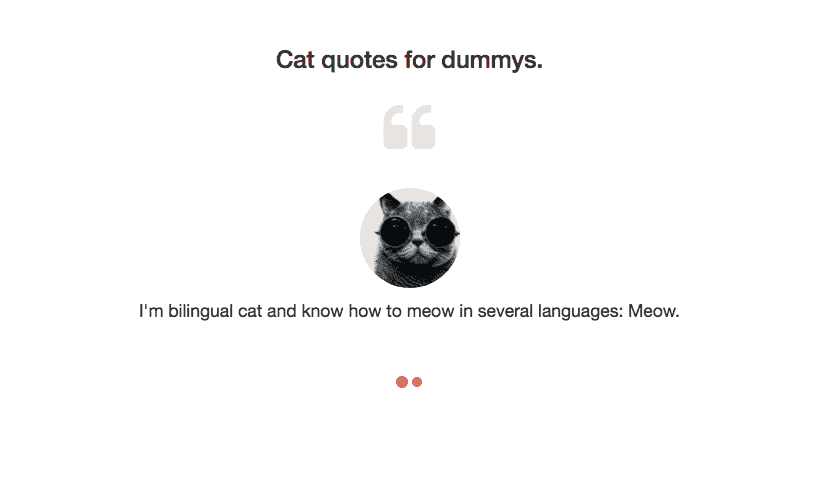 Cat quotes for dummys.
I'm bilingual cat and know how to meow in several languages: Meow.